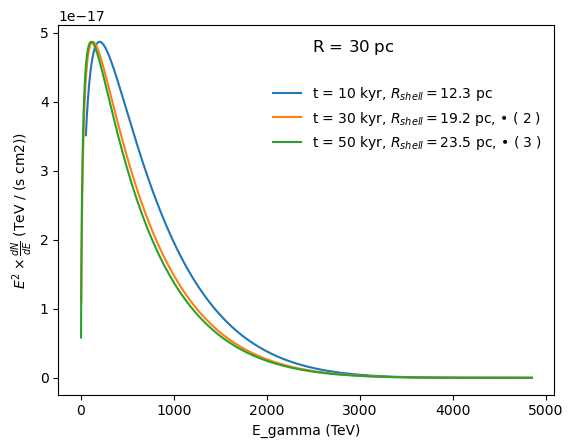 1e−17
R = 30 pc
t = 10 kyr, R_shell = 12.3 pc
t = 30 kyr, R_shell = 19.2 pc, • ( 2 )
t = 50 kyr, R_shell = 23.5 pc, • ( 3 )
E² × dN/dE (TeV / (s cm2))
5
4
3
2
1
0
0 1000 2000 3000 4000 5000
E_gamma (TeV)